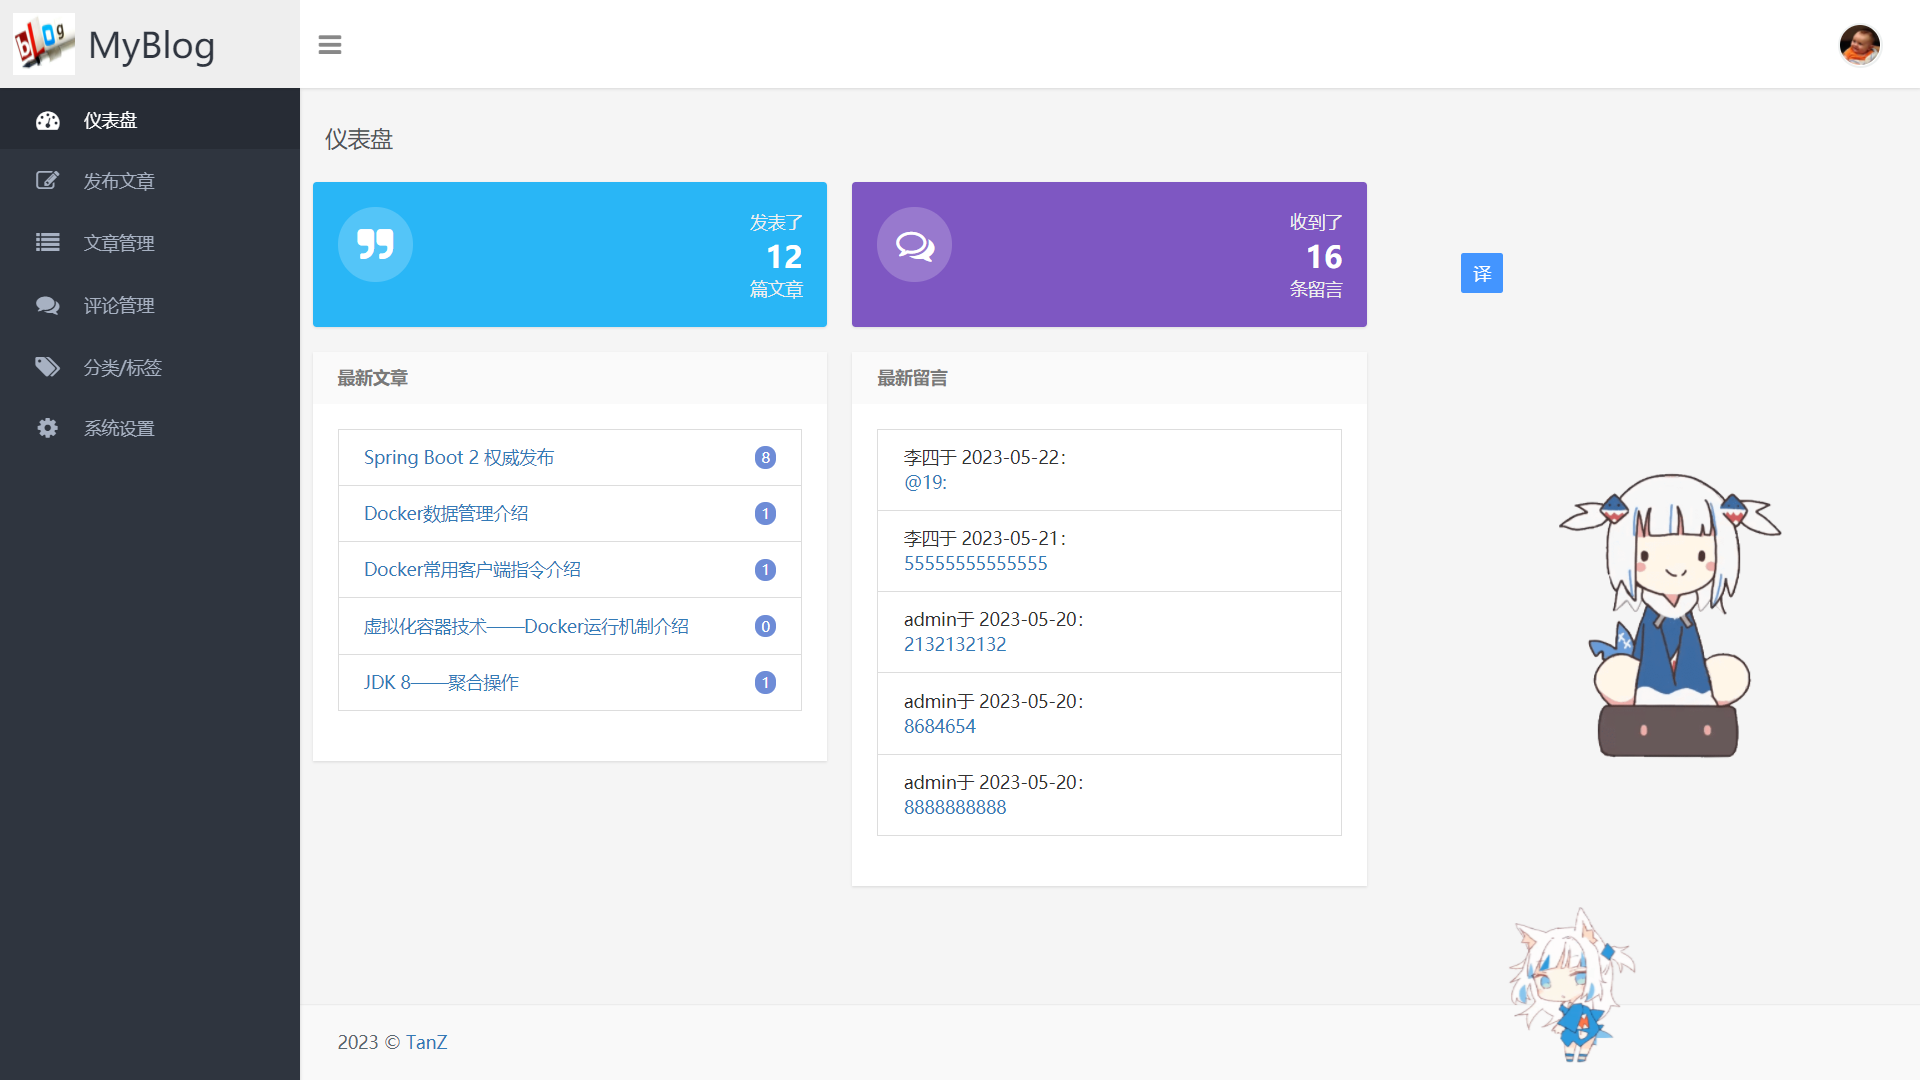 MyBlog
仪表盘
发布文章
文章管理
评论管理
分类/标签
系统设置
仪表盘
发表了
12
篇文章
收到了
16
条留言
译
最新文章
Spring Boot 2 权威发布 8
Docker数据管理介绍 1
Docker常用客户端指令介绍 1
虚拟化容器技术——Docker运行机制介绍 0
JDK 8——聚合操作 1
最新留言
李四于 2023-05-22：
@19:
李四于 2023-05-21：
55555555555555
admin于 2023-05-20：
2132132132
admin于 2023-05-20：
8684654
admin于 2023-05-20：
8888888888
2023 © TanZ